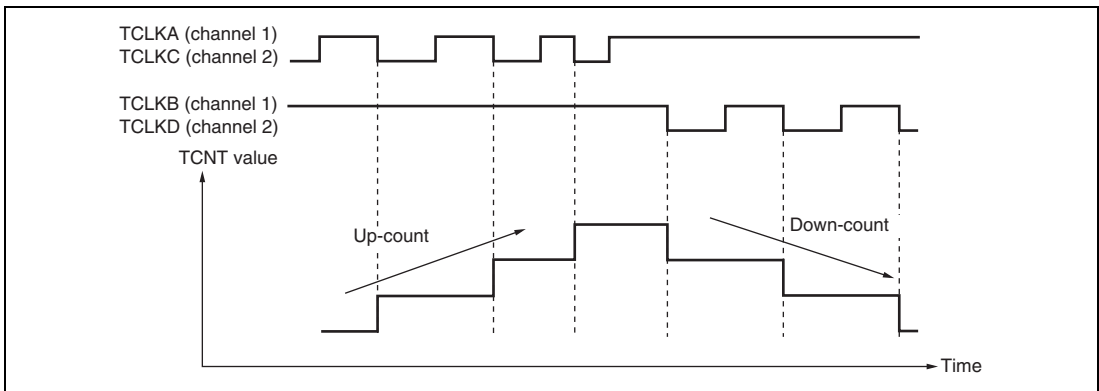 TCLKA (channel 1)
TCLKC (channel 2)
TCLKB (channel 1)
TCLKD (channel 2)
TCNT value
Up-count
Down-count
Time